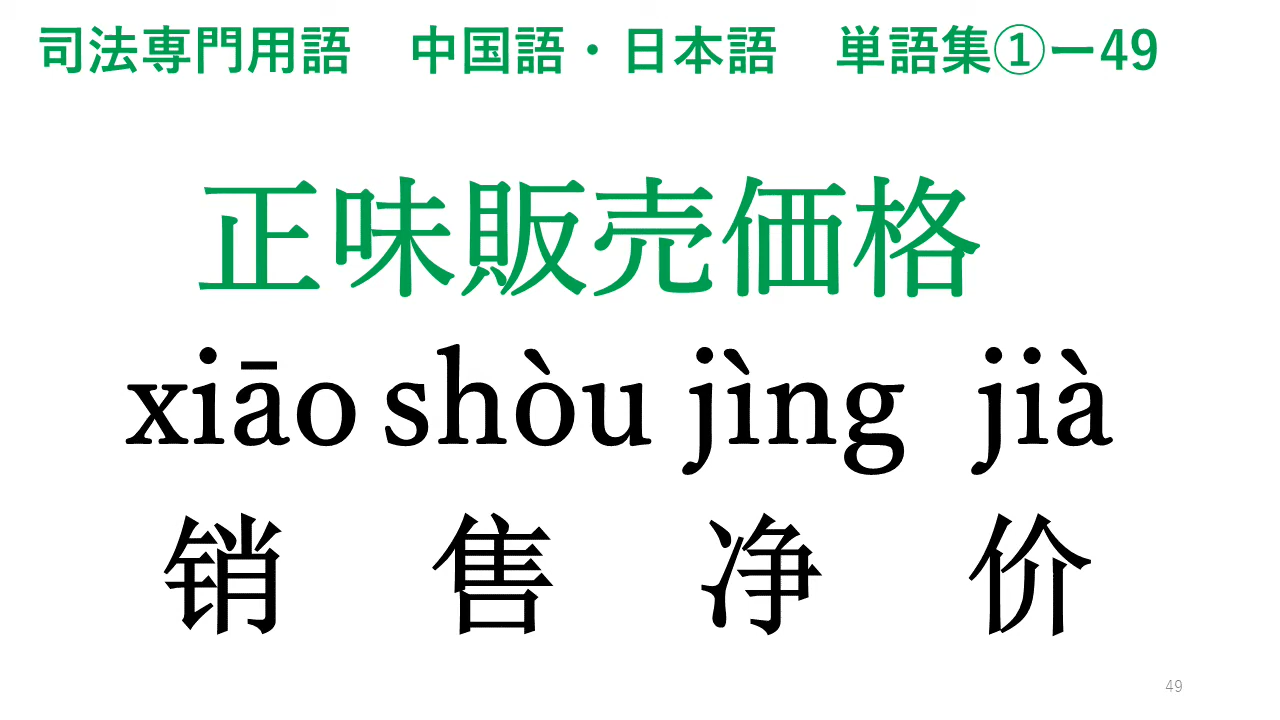 司法専門用語　中国語・日本語　単語集①ー49
正味販売価格
xiāo shòu jìng jià
销 售 净 价
49